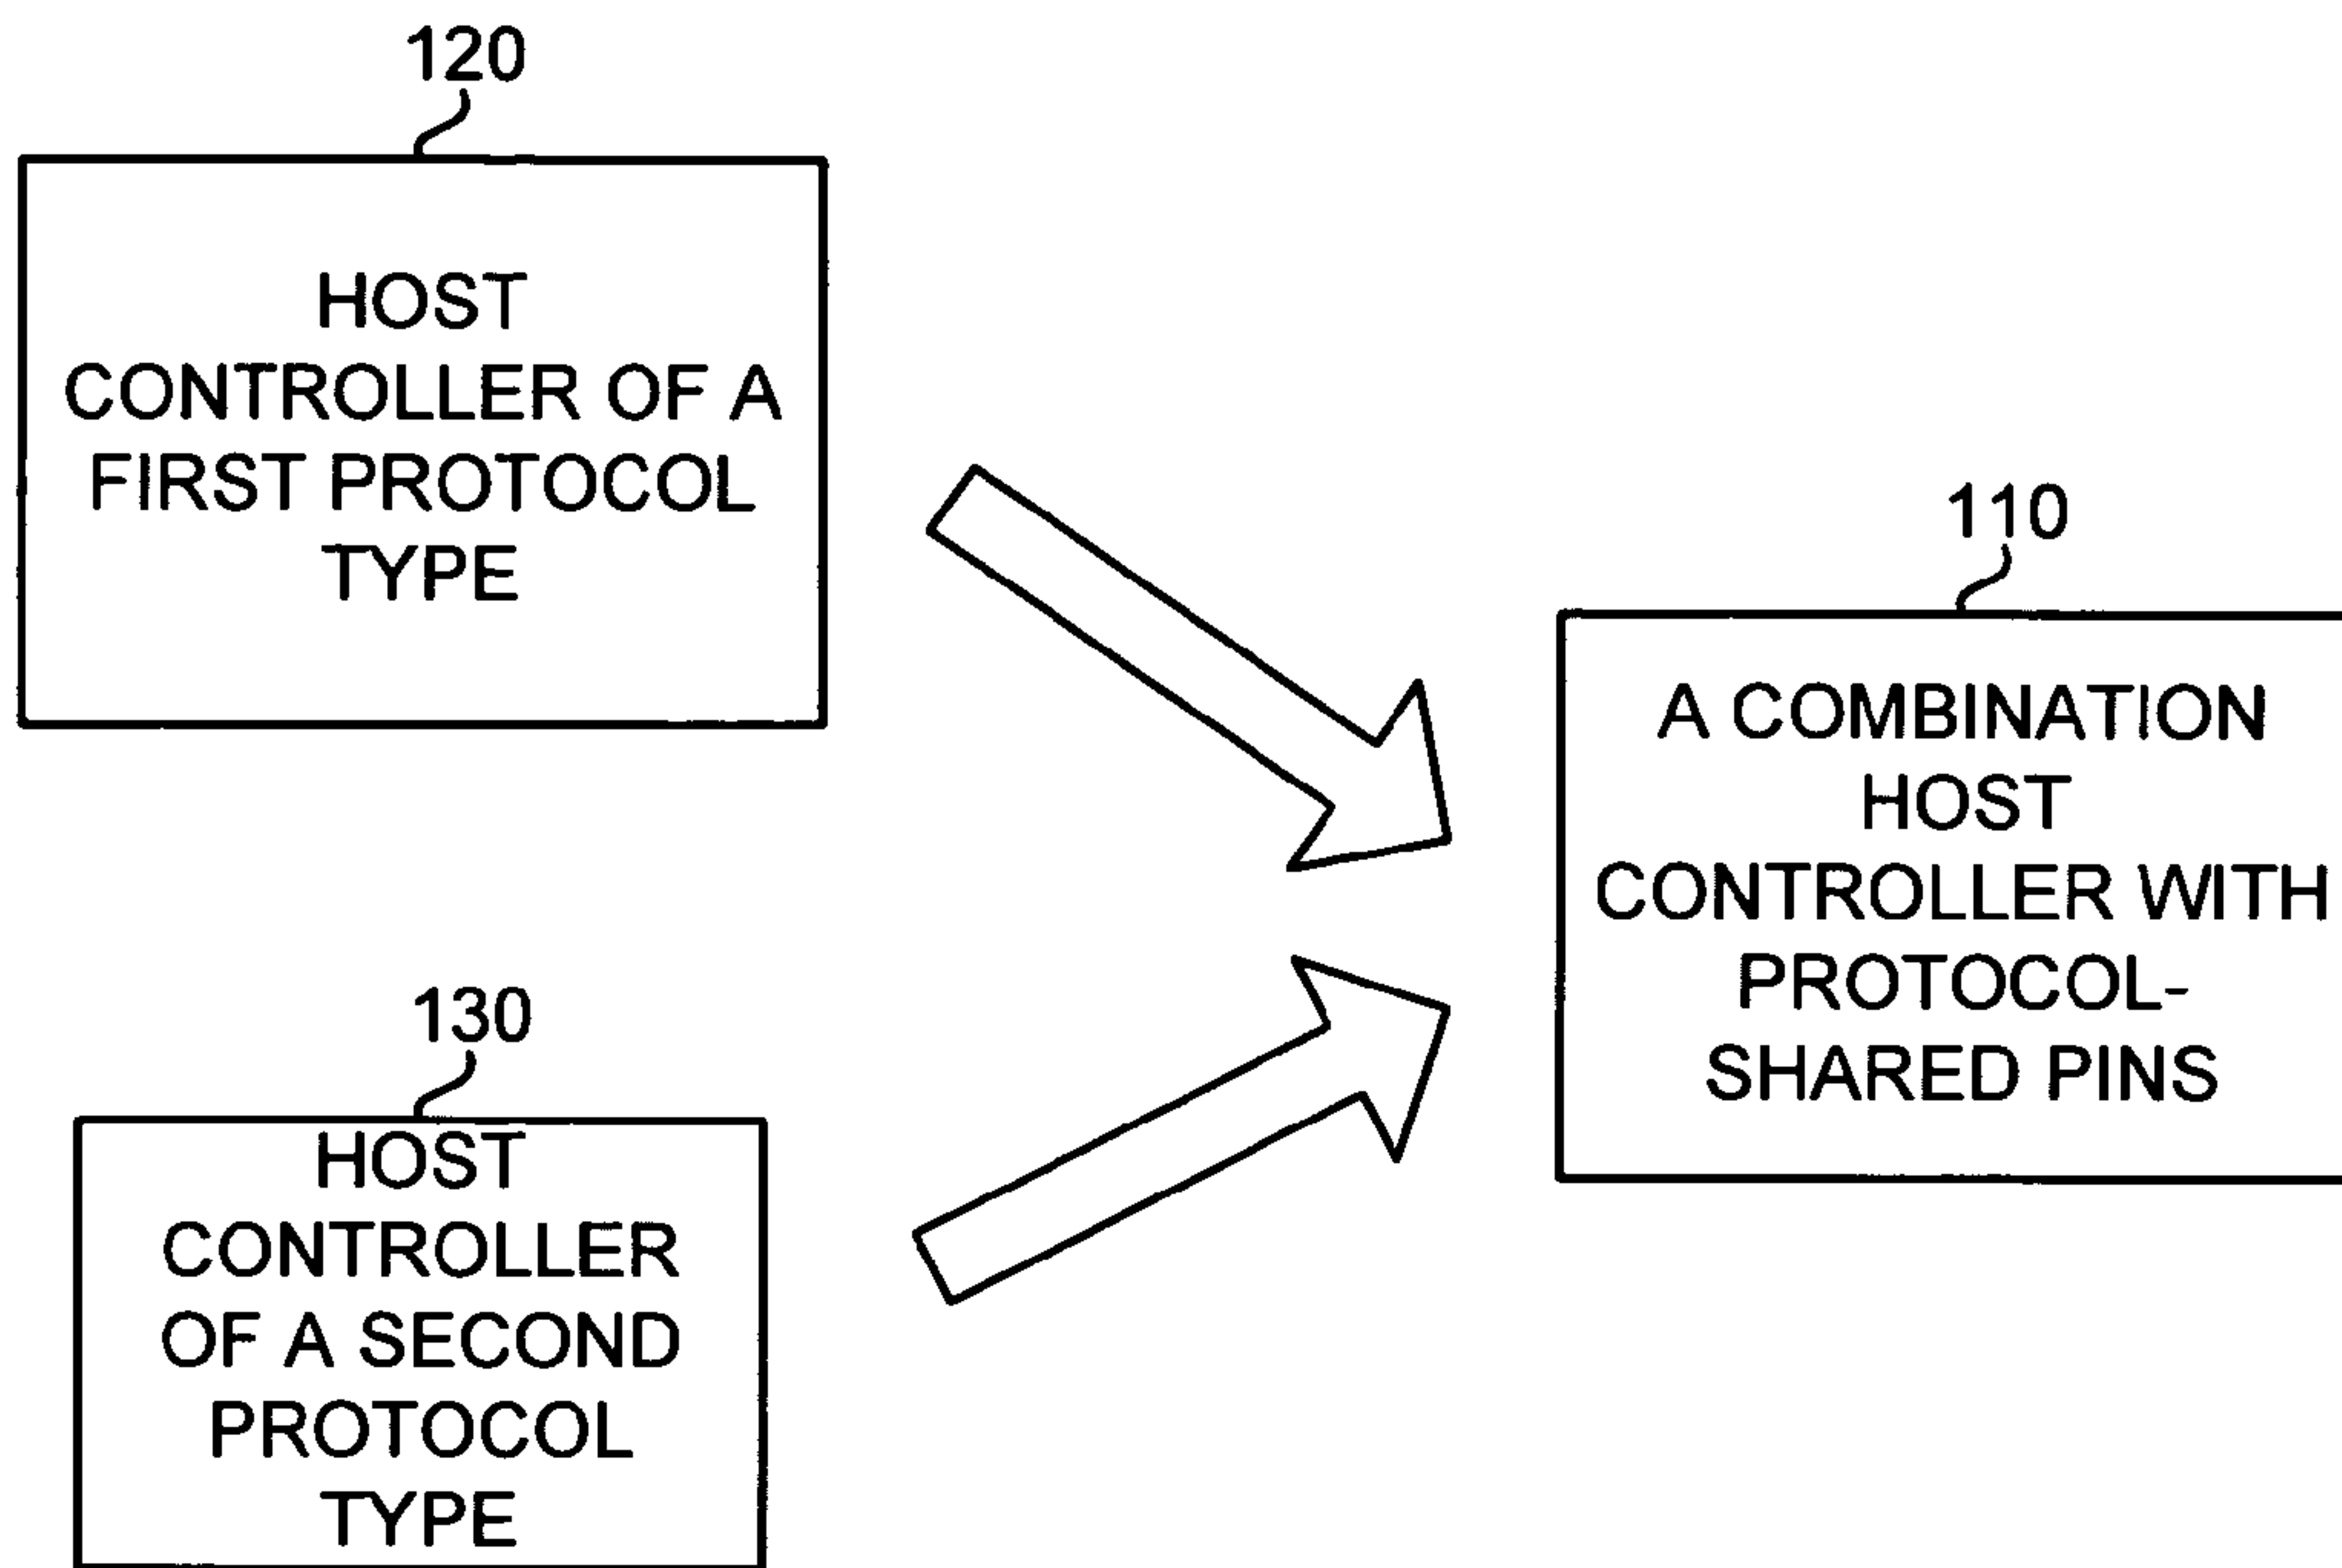 120
HOST
CONTROLLER OF A
FIRST PROTOCOL
TYPE
110
A COMBINATION
HOST
CONTROLLER WITH
PROTOCOL-
SHARED PINS
130
HOST
CONTROLLER
OF A SECOND
PROTOCOL
TYPE